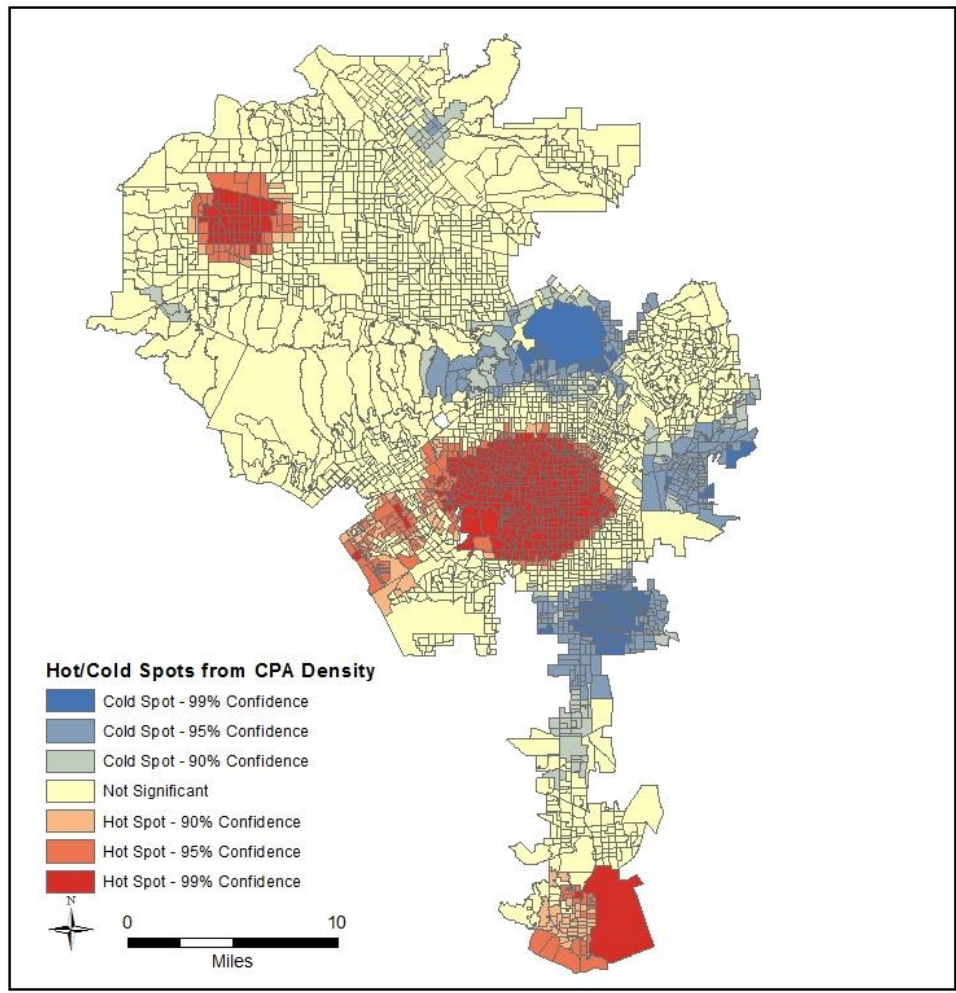 Hot/Cold Spots from CPA Density
Cold Spot - 99% Confidence
Cold Spot - 95% Confidence
Cold Spot - 90% Confidence
Not Significant
Hot Spot - 90% Confidence
Hot Spot - 95% Confidence
Hot Spot - 99% Confidence
N
0 10
Miles